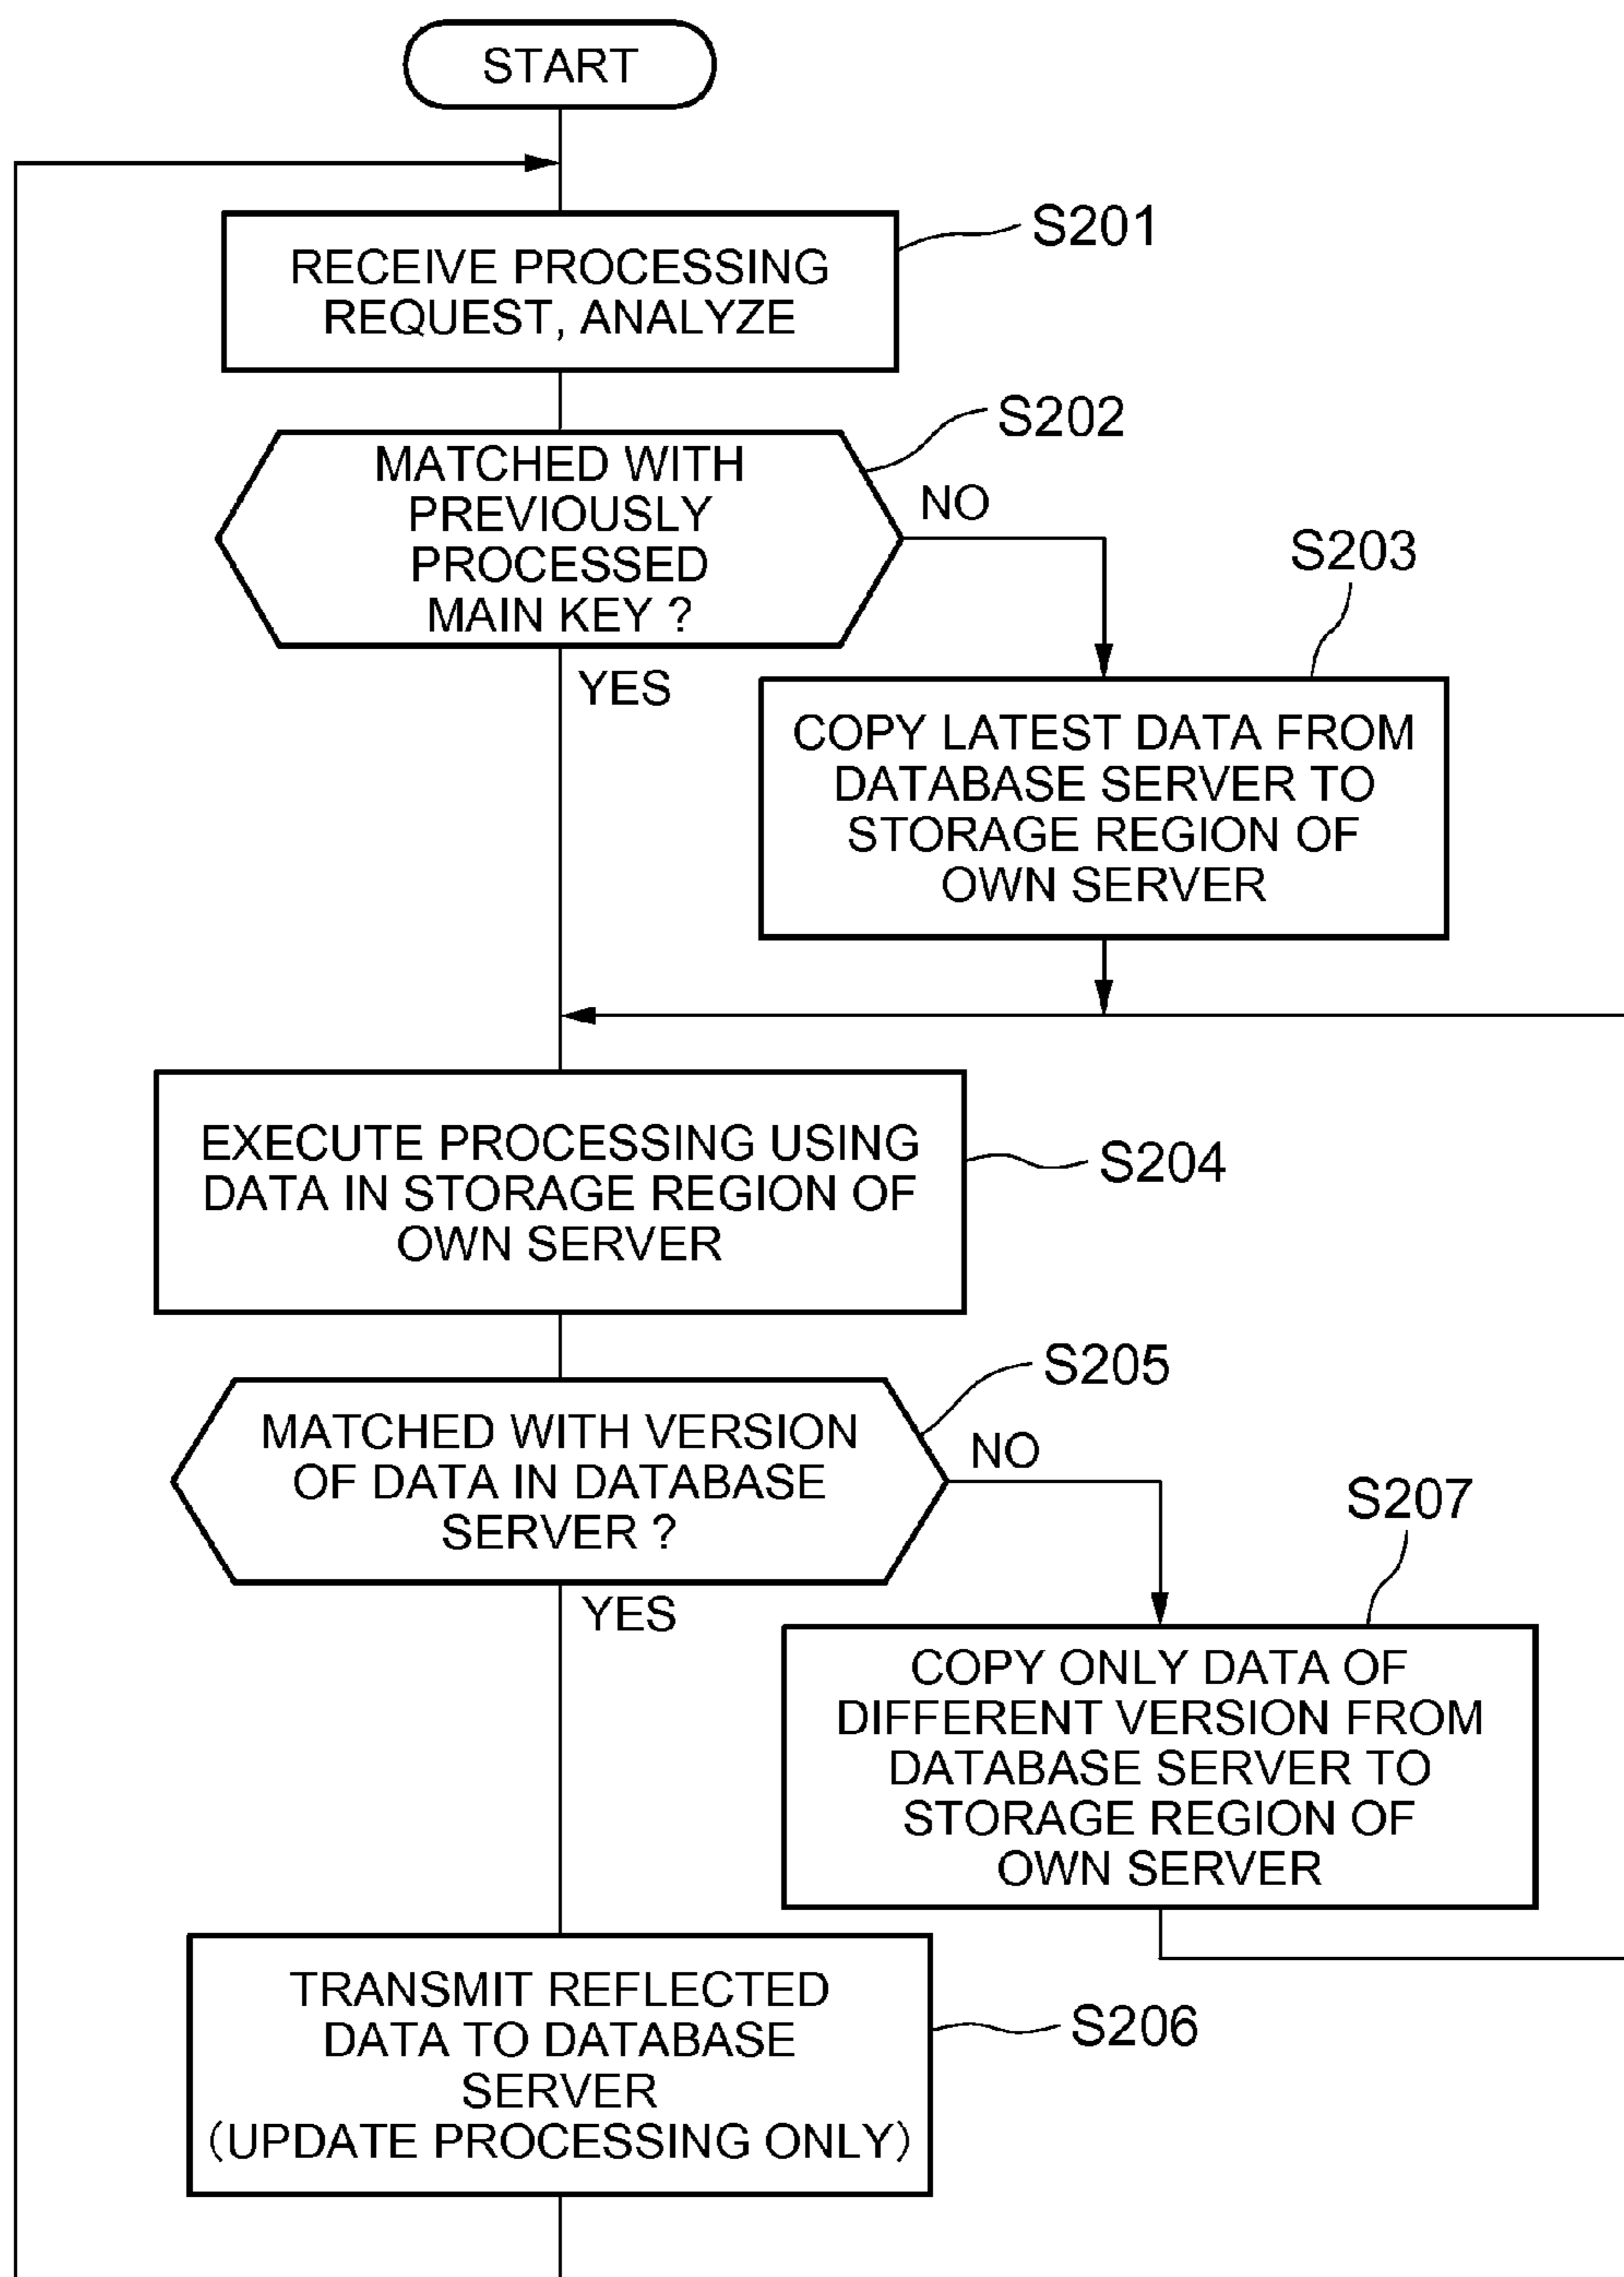 START
S201
RECEIVE PROCESSING
REQUEST, ANALYZE
S202
MATCHED WITH
PREVIOUSLY
PROCESSED
MAIN KEY ?
NO
YES
S203
COPY LATEST DATA FROM
DATABASE SERVER TO
STORAGE REGION OF
OWN SERVER
EXECUTE PROCESSING USING
DATA IN STORAGE REGION OF
OWN SERVER
S204
S205
MATCHED WITH VERSION
OF DATA IN DATABASE
SERVER ?
NO
YES
S207
COPY ONLY DATA OF
DIFFERENT VERSION FROM
DATABASE SERVER TO
STORAGE REGION OF
OWN SERVER
TRANSMIT REFLECTED
DATA TO DATABASE
SERVER
(UPDATE PROCESSING ONLY)
S206